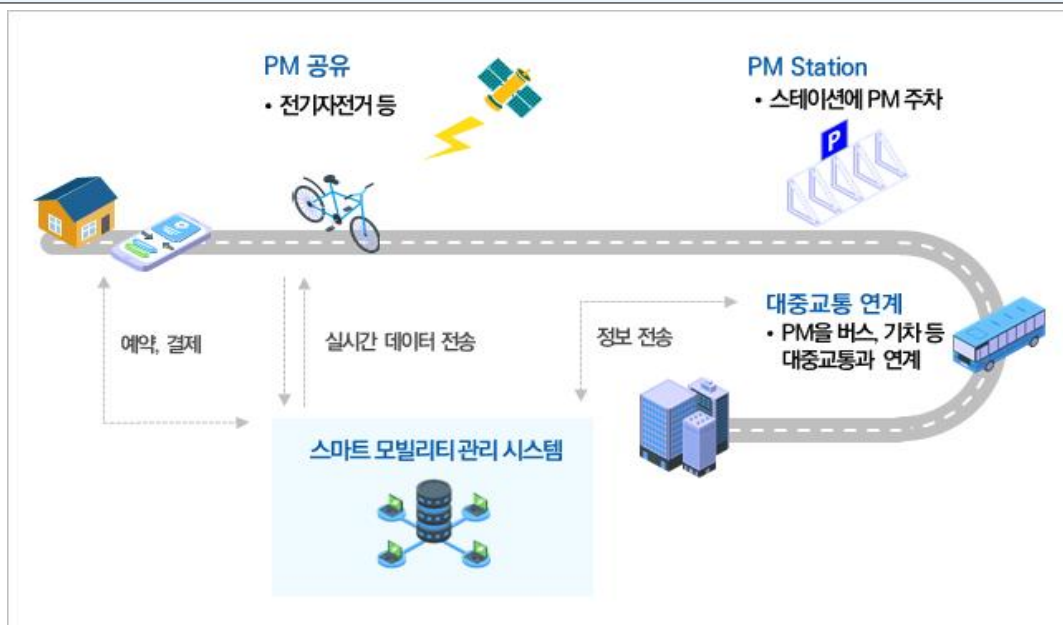 PM 공유
• 전기자전거 등
PM Station
• 스테이션에 PM 주차
P
대중교통 연계
• PM을 버스, 기차 등
대중교통과 연계
예약, 결제
실시간 데이터 전송
정보 전송
스마트 모빌리티 관리 시스템